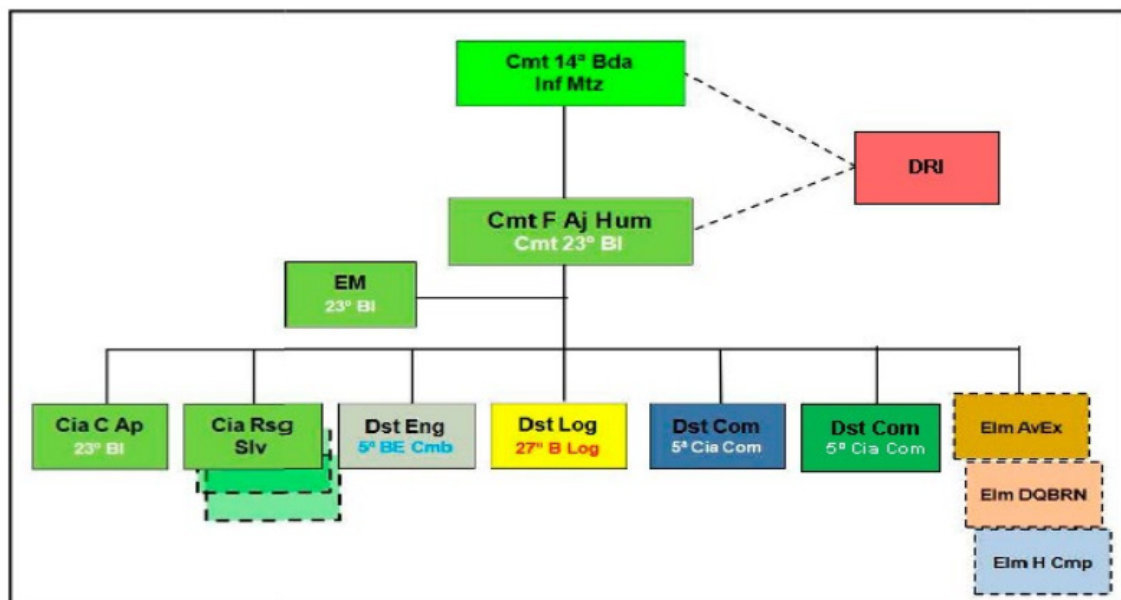 Cmt 14ª Bda
Inf Mtz
DRI
Cmt F Aj Hum
Cmt 23º BI
EM
23º BI
Cia C Ap
23º BI
Cia Rsg
Slv
Dst Eng
5º BE Cmb
Dst Log
27º B Log
Dst Com
5ª Cia Com
Dst Com
5ª Cia Com
Elm AvEx
Elm DQBRN
Elm H Cmp